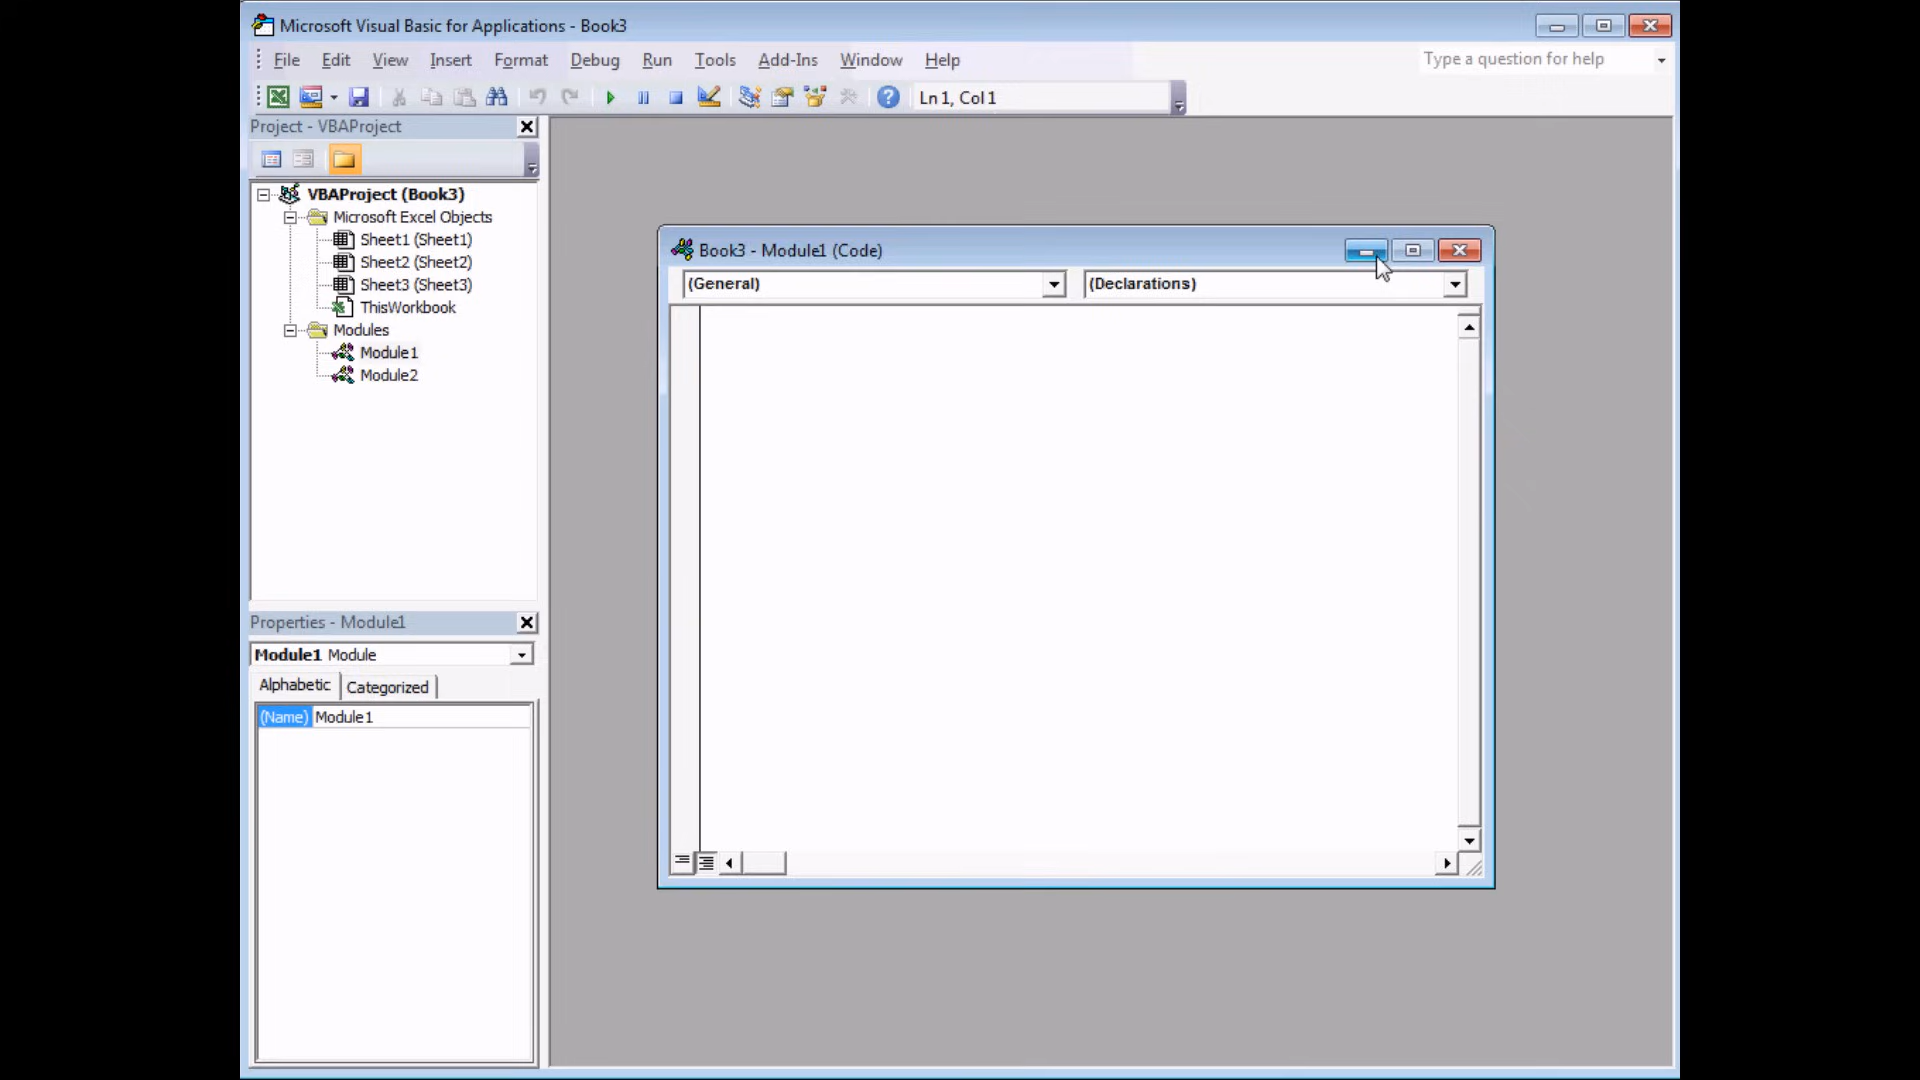 Microsoft Visual Basic for Applications - Book3
File Edit View Insert Format Debug Run Tools Add-Ins Window Help
Type a question for help
Ln 1, Col 1
Project - VBAProject
VBAProject (Book3)
Microsoft Excel Objects
Sheet1 (Sheet1)
Sheet2 (Sheet2)
Sheet3 (Sheet3)
ThisWorkbook
Modules
Module1
Module2
Book3 - Module1 (Code)
(General)
(Declarations)
Properties - Module1
Module1 Module
Alphabetic Categorized
(Name) Module1